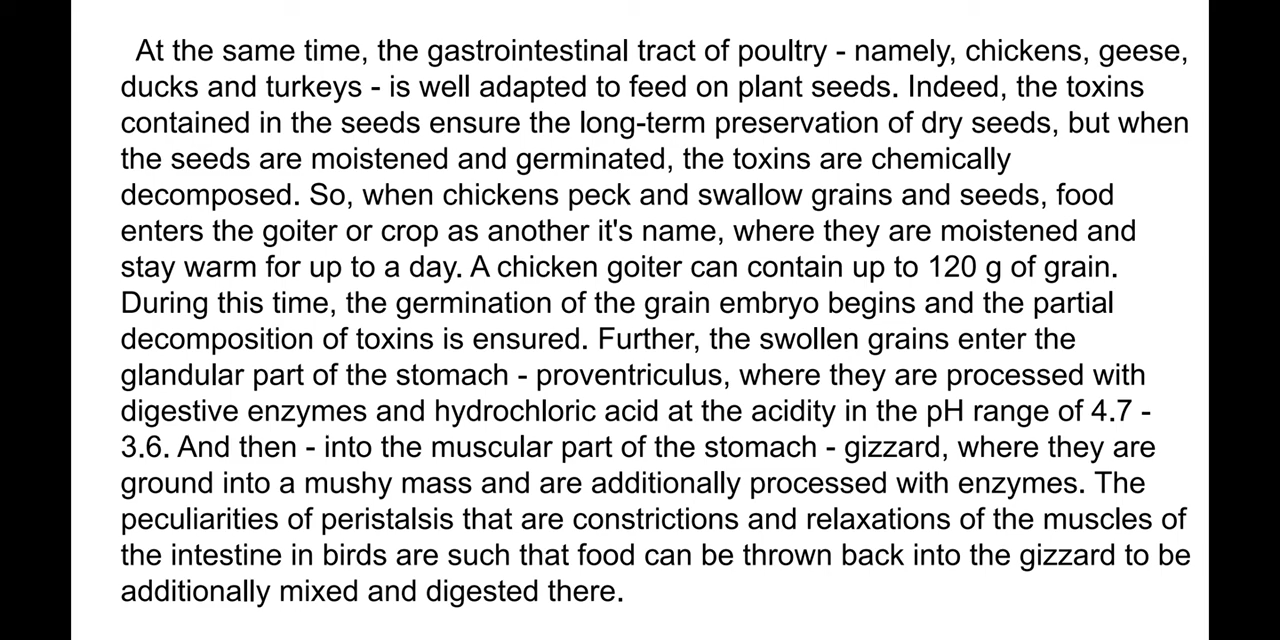 At the same time, the gastrointestinal tract of poultry - namely, chickens, geese,
ducks and turkeys - is well adapted to feed on plant seeds. Indeed, the toxins
contained in the seeds ensure the long-term preservation of dry seeds, but when
the seeds are moistened and germinated, the toxins are chemically
decomposed. So, when chickens peck and swallow grains and seeds, food
enters the goiter or crop as another it's name, where they are moistened and
stay warm for up to a day. A chicken goiter can contain up to 120 g of grain.
During this time, the germination of the grain embryo begins and the partial
decomposition of toxins is ensured. Further, the swollen grains enter the
glandular part of the stomach - proventriculus, where they are processed with
digestive enzymes and hydrochloric acid at the acidity in the pH range of 4.7 -
3.6. And then - into the muscular part of the stomach - gizzard, where they are
ground into a mushy mass and are additionally processed with enzymes. The
peculiarities of peristalsis that are constrictions and relaxations of the muscles of
the intestine in birds are such that food can be thrown back into the gizzard to be
additionally mixed and digested there.